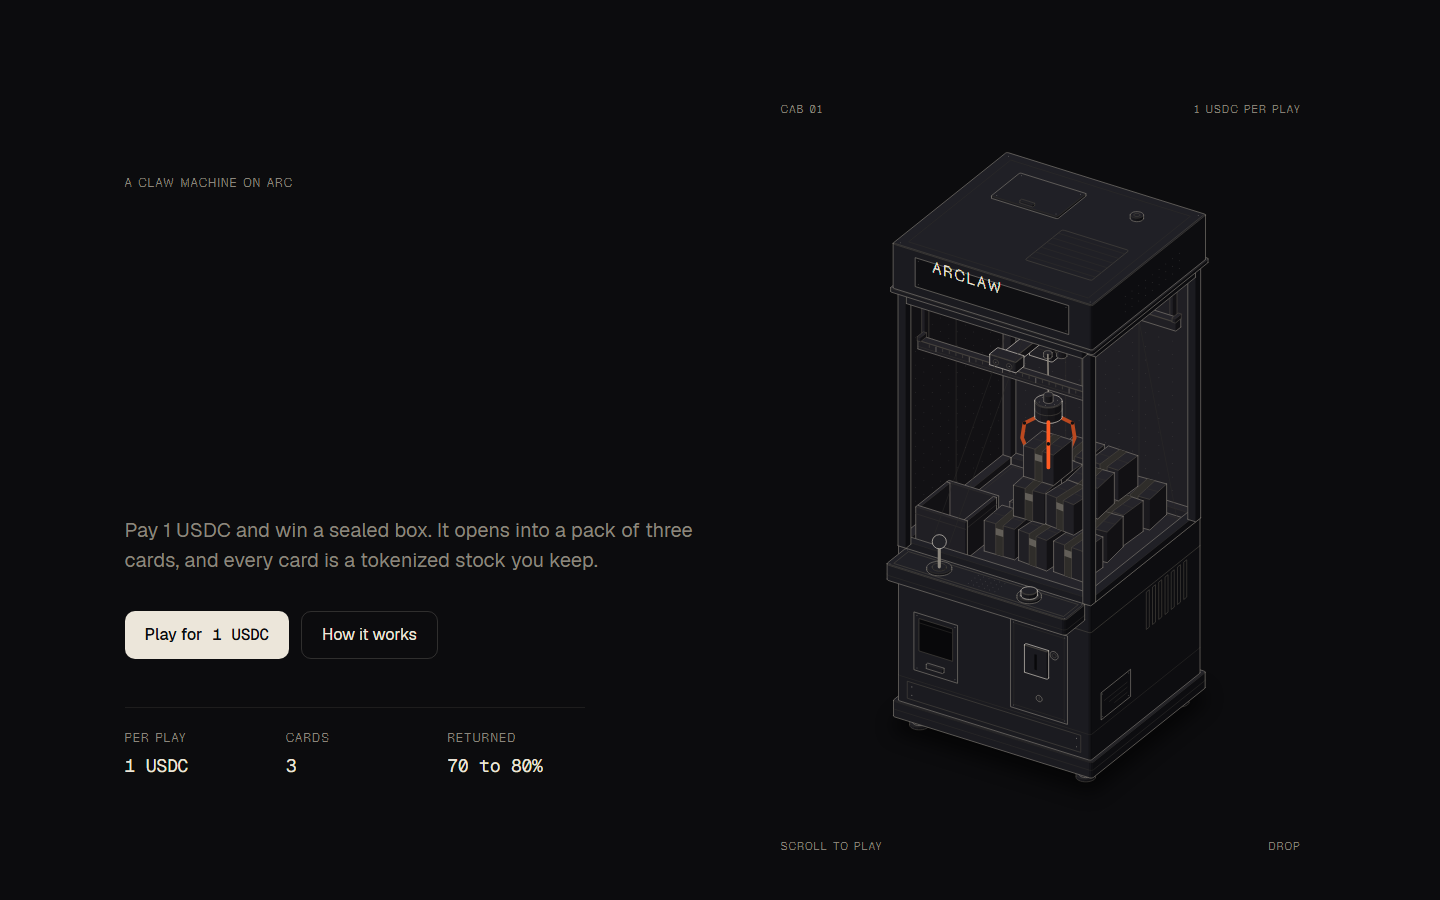 CAB 01
1 USDC PER PLAY
A CLAW MACHINE ON ARC
ARCLAW
Pay 1 USDC and win a sealed box. It opens into a pack of three
cards, and every card is a tokenized stock you keep.
Play for 1 USDC
How it works
PER PLAY
CARDS
RETURNED
1 USDC
3
70 to 80%
SCROLL TO PLAY
DROP